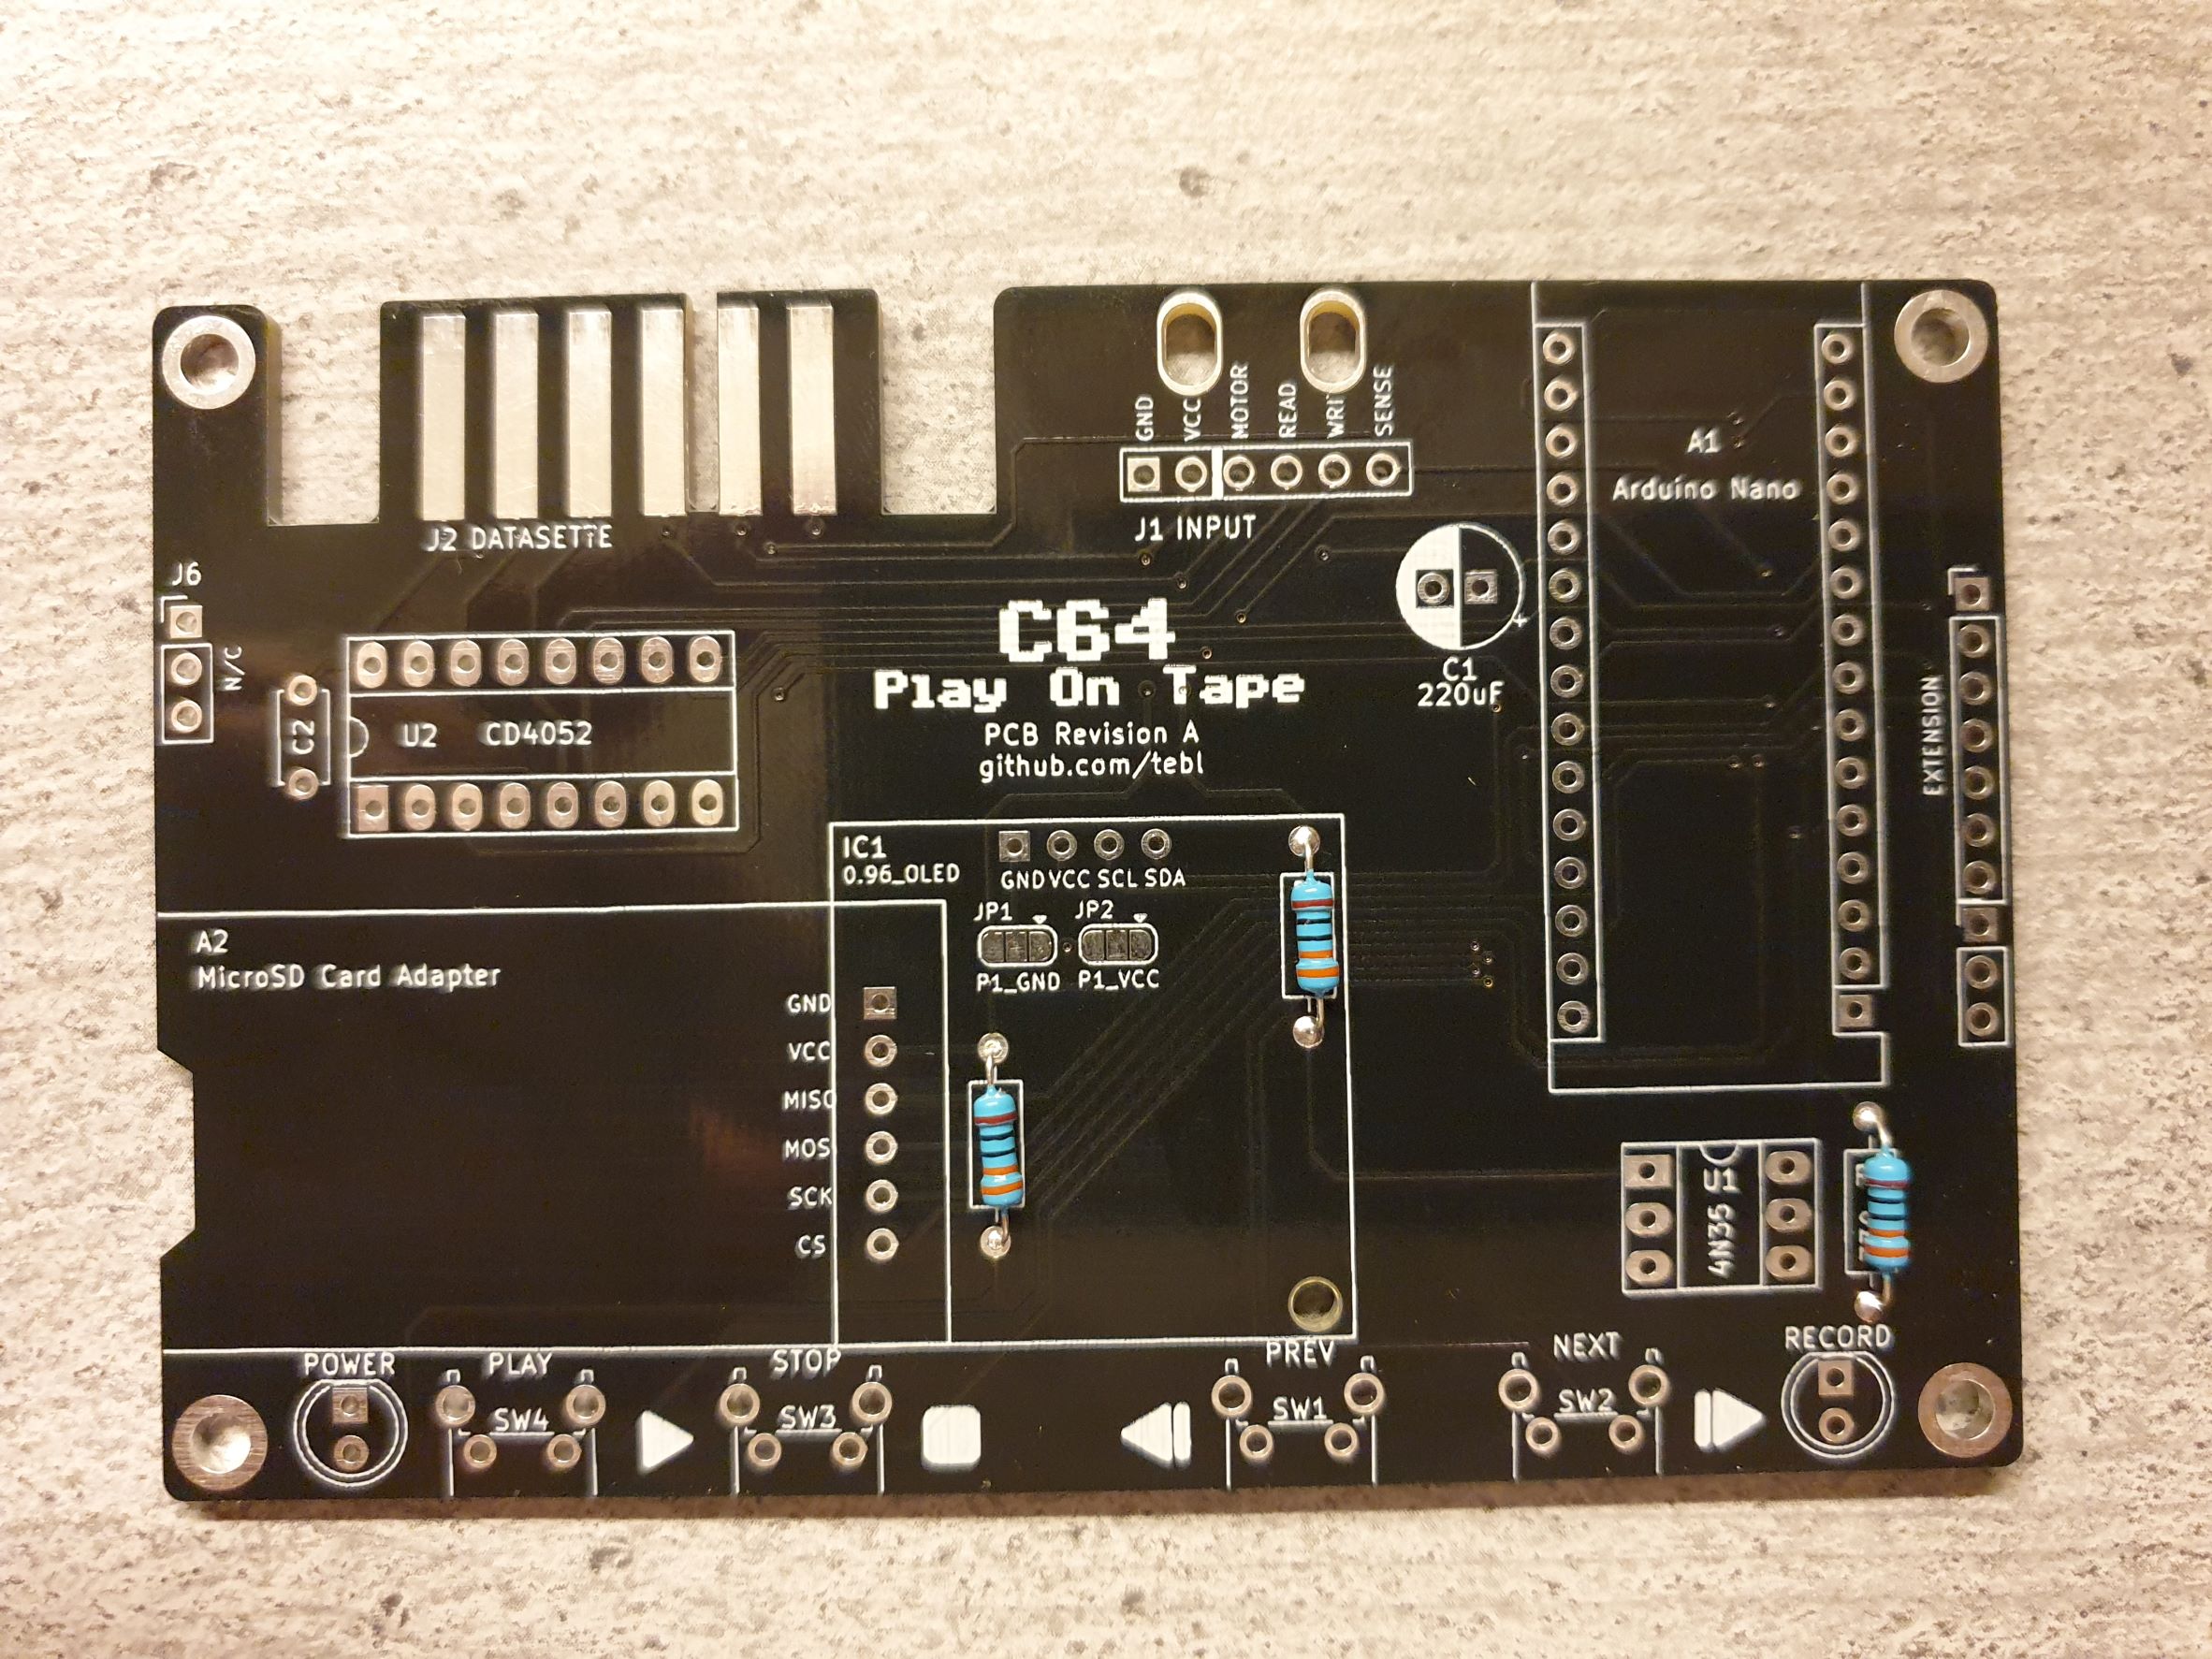 GND
VCC
MOTOR
READ
SENSE
J1 INPUT
J2 DATASETTE
A1
Arduino Nano
J6
N/C
C2
U2 CD4052
C64
Play On Tape
PCB Revision A
github.com/tebl
+
C1
220uF
EXTENSION
IC1
0.96_OLED
GND VCC SCL SDA
JP1 JP2
P1_GND P1_VCC
A2
MicroSD Card Adapter
GND
VCC
MISO
MOS
SCK
CS
U1
4N35
POWER
PLAY
SW4
STOP
SW3
PREV
SW1
NEXT
SW2
RECORD